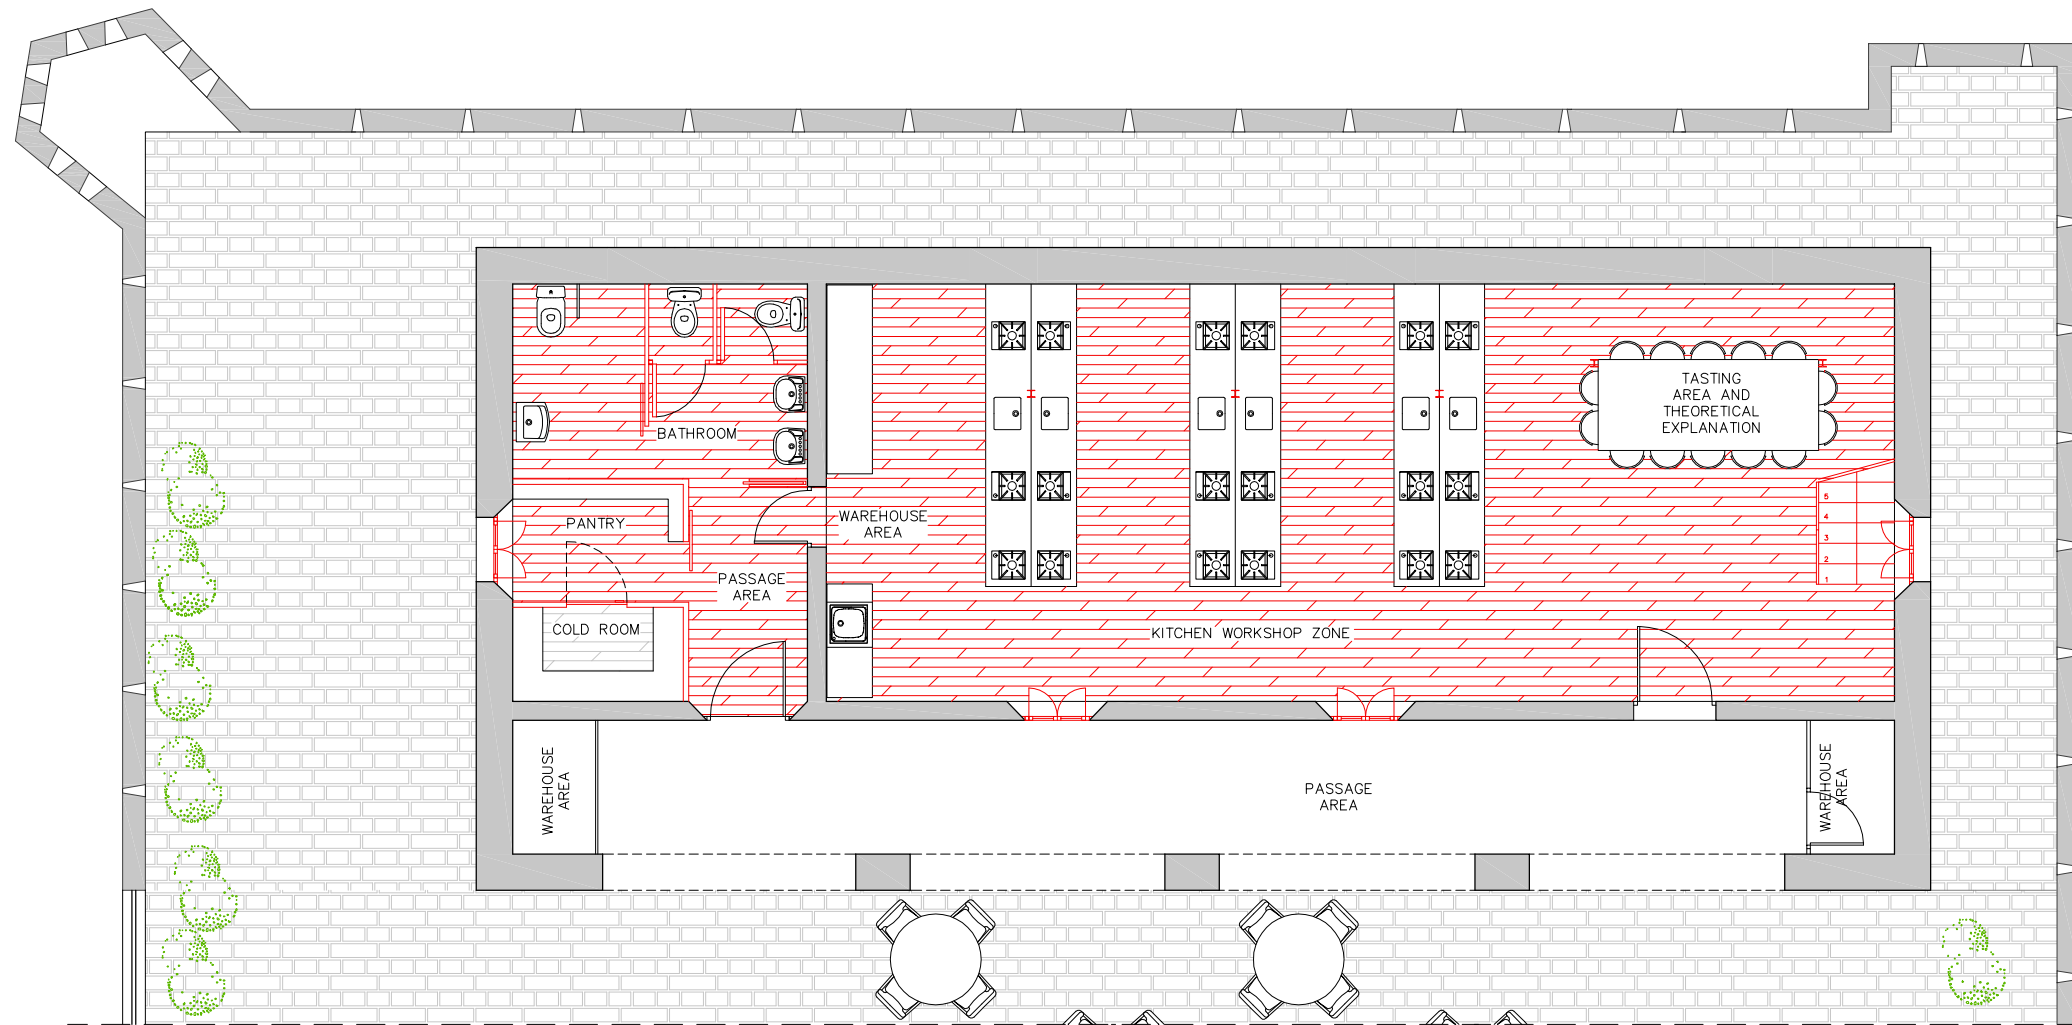 TASTING
AREA AND
THEORETICAL
EXPLANATION
BATHROOM
PANTRY
WAREHOUSE
AREA
PASSAGE
AREA
COLD ROOM
KITCHEN WORKSHOP ZONE
5
4
3
2
1
WAREHOUSE
AREA
PASSAGE
AREA
WAREHOUSE
AREA